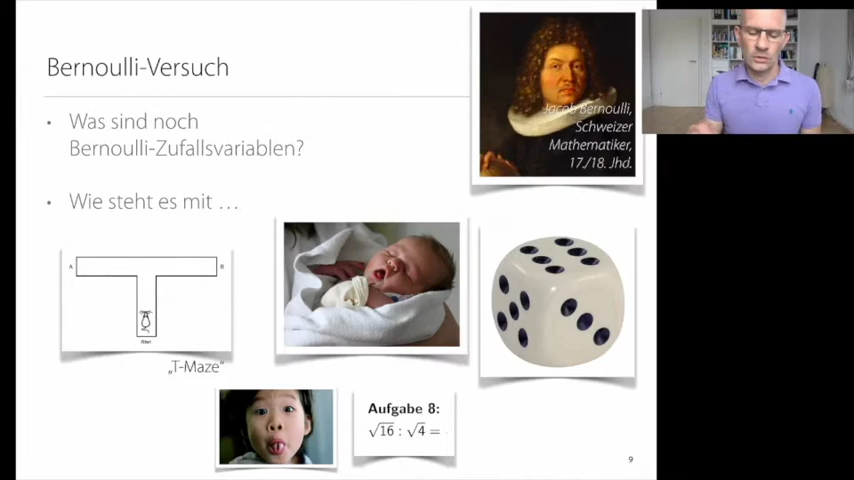 Bernoulli-Versuch
Jacob Bernoulli,
Schweizer
Mathematiker,
17./18. Jhd.
• Was sind noch
Bernoulli-Zufallsvariablen?
• Wie steht es mit …
A
B
„T-Maze“
Aufgabe 8:
√16 : √4 =
9